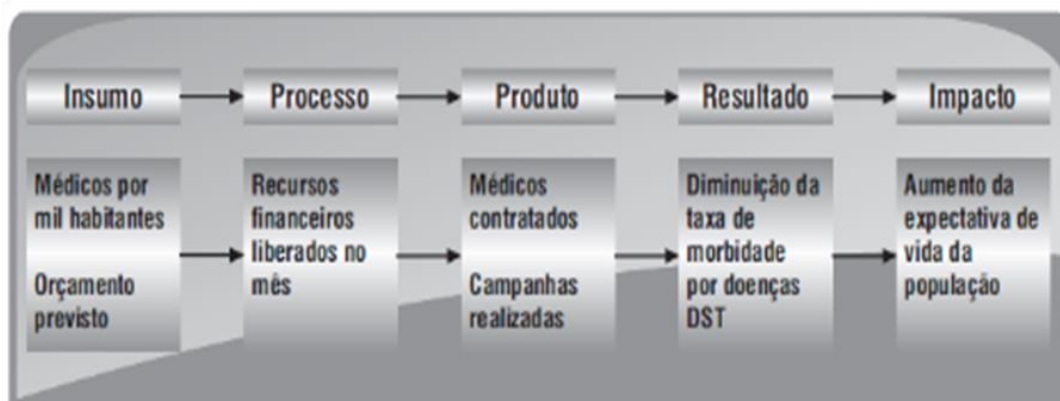 Insumo
Processo
Produto
Resultado
Impacto
Médicos por
mil habitantes
Orçamento
previsto
Recursos
financeiros
liberados no
mês
Médicos
contratados
Campanhas
realizadas
Diminuição da
taxa de
morbidade
por doenças
DST
Aumento da
expectativa de
vida da
população